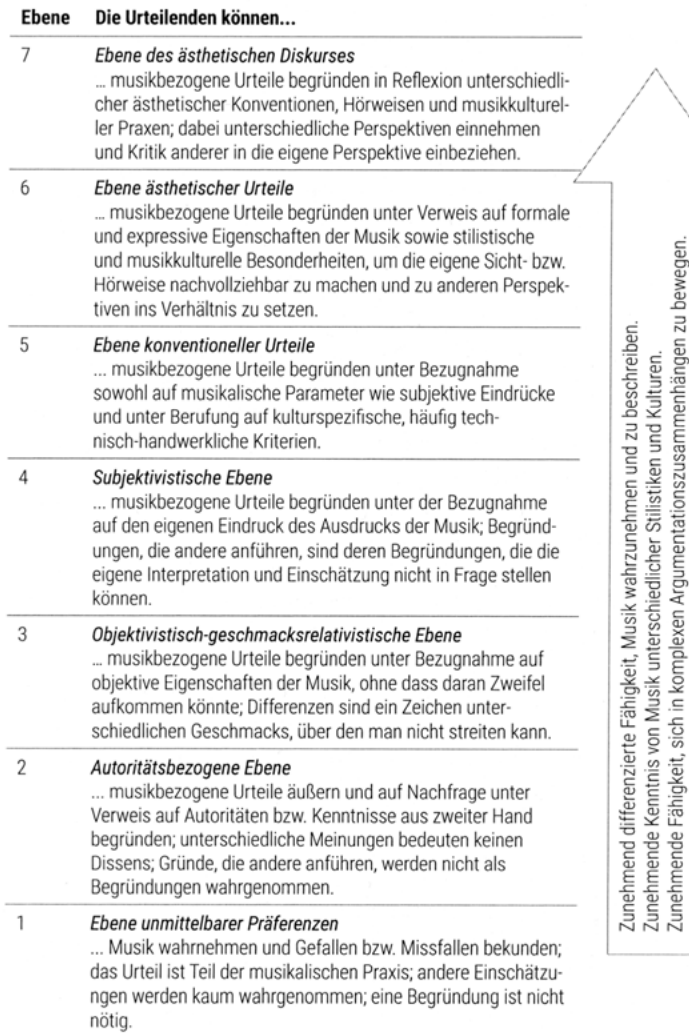 Ebene Die Urteilenden können...
7 Ebene des ästhetischen Diskurses
... musikbezogene Urteile begründen in Reflexion unterschiedli-
cher ästhetischer Konventionen, Hörweisen und musikkulturel-
ler Praxen; dabei unterschiedliche Perspektiven einnehmen
und Kritik anderer in die eigene Perspektive einbeziehen.
6 Ebene ästhetischer Urteile
... musikbezogene Urteile begründen unter Verweis auf formale
und expressive Eigenschaften der Musik sowie stilistische
und musikkulturelle Besonderheiten, um die eigene Sicht- bzw.
Hörweise nachvollziehbar zu machen und zu anderen Perspek-
tiven ins Verhältnis zu setzen.
5 Ebene konventioneller Urteile
... musikbezogene Urteile begründen unter Bezugnahme
sowohl auf musikalische Parameter wie subjektive Eindrücke
und unter Berufung auf kulturspezifische, häufig tech-
nisch-handwerkliche Kriterien.
4 Subjektivistische Ebene
... musikbezogene Urteile begründen unter der Bezugnahme
auf den eigenen Eindruck des Ausdrucks der Musik; Begründ-
ungen, die andere anführen, sind deren Begründungen, die die
eigene Interpretation und Einschätzung nicht in Frage stellen
können.
3 Objektivistisch-geschmacksrelativistische Ebene
... musikbezogene Urteile begründen unter Bezugnahme auf
objektive Eigenschaften der Musik, ohne dass daran Zweifel
aufkommen könnte; Differenzen sind ein Zeichen unter-
schiedlichen Geschmacks, über den man nicht streiten kann.
2 Autoritätsbezogene Ebene
... musikbezogene Urteile äußern und auf Nachfrage unter
Verweis auf Autoritäten bzw. Kenntnisse aus zweiter Hand
begründen; unterschiedliche Meinungen bedeuten keinen
Dissens; Gründe, die andere anführen, werden nicht als
Begründungen wahrgenommen.
1 Ebene unmittelbarer Präferenzen
... Musik wahrnehmen und Gefallen bzw. Missfallen bekunden;
das Urteil ist Teil der musikalischen Praxis; andere Einschätzu-
ngen werden kaum wahrgenommen; eine Begründung ist nicht
nötig.
Zunehmend differenzierte Fähigkeit, Musik wahrzunehmen und zu beschreiben.
Zunehmende Kenntnis von Musik unterschiedlicher Stilistiken und Kulturen.
Zunehmende Fähigkeit, sich in komplexen Argumentationszusammenhängen zu bewegen.